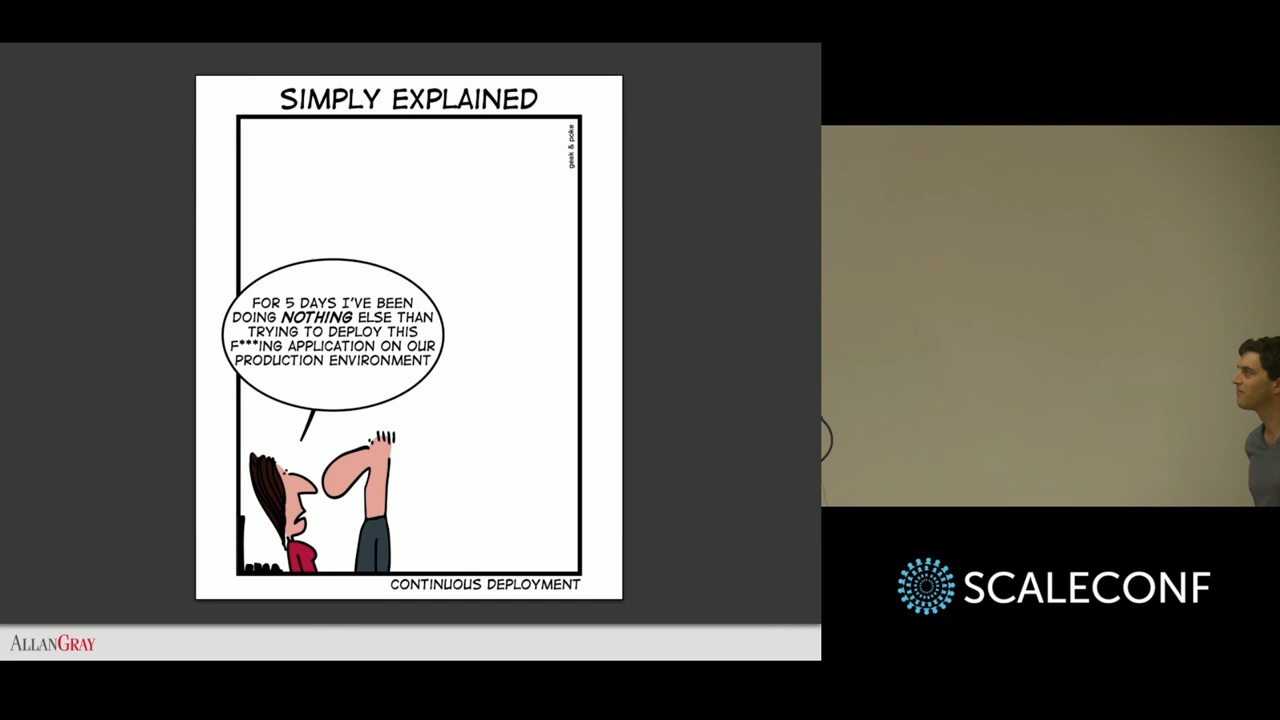 SIMPLY EXPLAINED
geek & poke
FOR 5 DAYS I'VE BEEN
DOING NOTHING ELSE THAN
TRYING TO DEPLOY THIS
F***ING APPLICATION ON OUR
PRODUCTION ENVIRONMENT
CONTINUOUS DEPLOYMENT
ALLANGRAY
SCALECONF